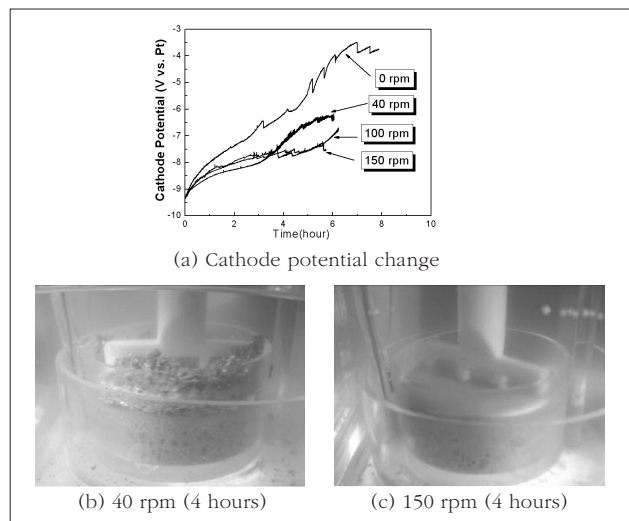 Cathode Potential (V vs. Pt)
-3
-4
-5
-6
-7
-8
-9
-10
0 rpm
40 rpm
100 rpm
150 rpm
0 2 4 6 8 10
Time(hour)
(a) Cathode potential change
(b) 40 rpm (4 hours)
(c) 150 rpm (4 hours)